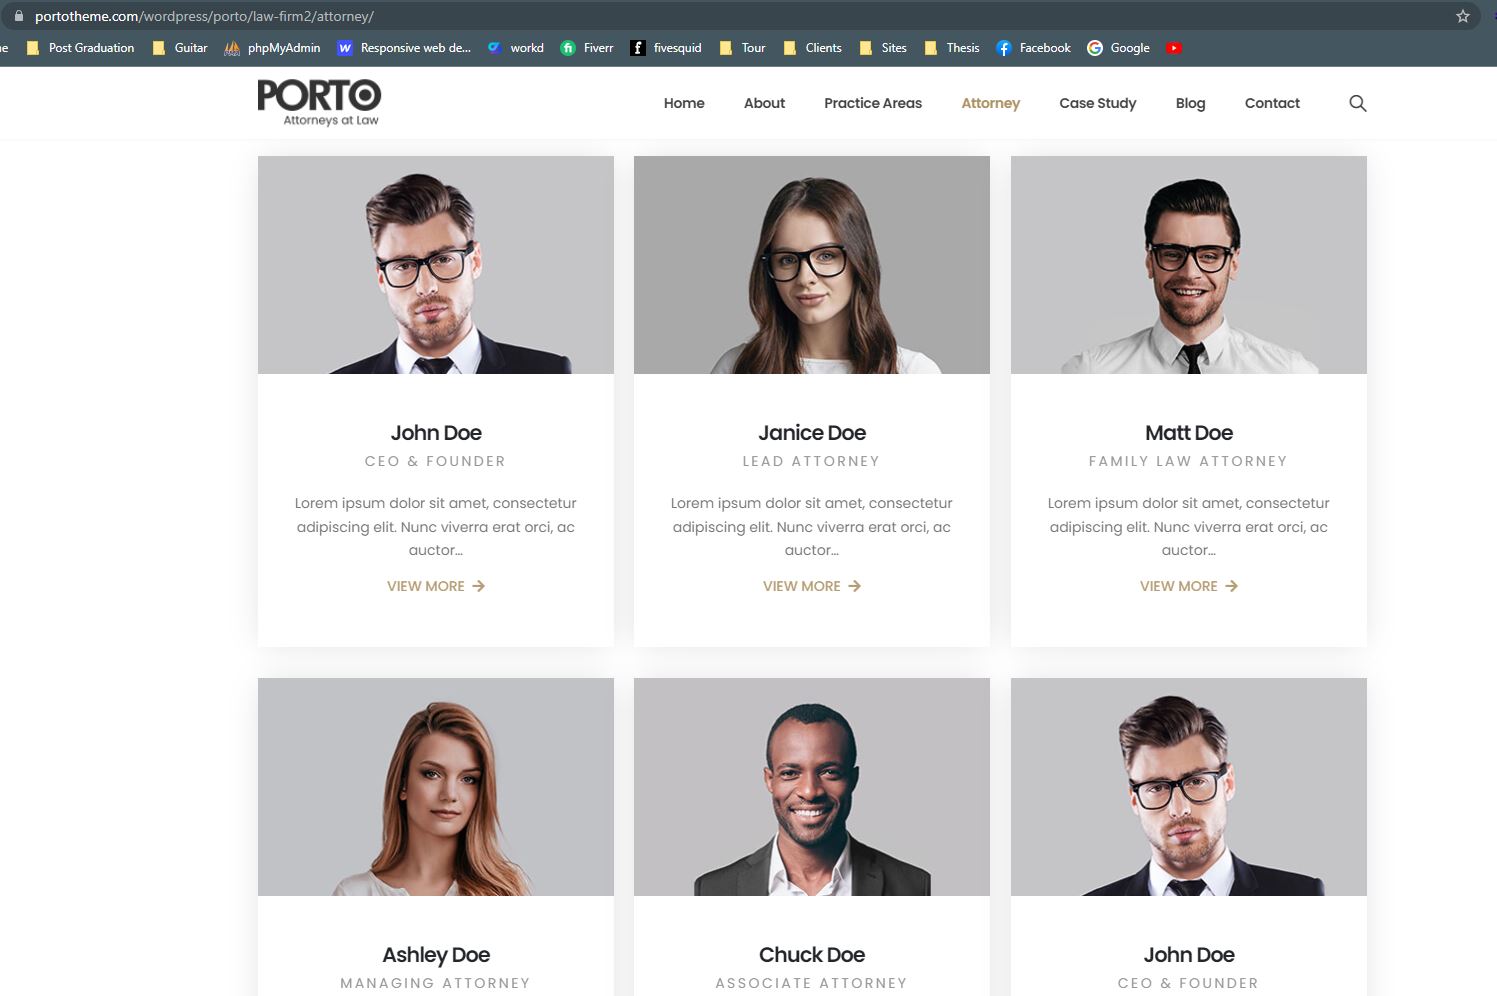 portotheme.com/wordpress/porto/law-firm2/attorney/
Post Graduation Guitar phpMyAdmin Responsive web de... workd Fiverr fivesquid Tour Clients Sites Thesis Facebook Google
PORTO
Attorneys at Law
Home About Practice Areas Attorney Case Study Blog Contact
John Doe
CEO & FOUNDER
Lorem ipsum dolor sit amet, consectetur
adipiscing elit. Nunc viverra erat orci, ac
auctor...
VIEW MORE →
Janice Doe
LEAD ATTORNEY
Lorem ipsum dolor sit amet, consectetur
adipiscing elit. Nunc viverra erat orci, ac
auctor...
VIEW MORE →
Matt Doe
FAMILY LAW ATTORNEY
Lorem ipsum dolor sit amet, consectetur
adipiscing elit. Nunc viverra erat orci, ac
auctor...
VIEW MORE →
Ashley Doe
MANAGING ATTORNEY
Chuck Doe
ASSOCIATE ATTORNEY
John Doe
CEO & FOUNDER